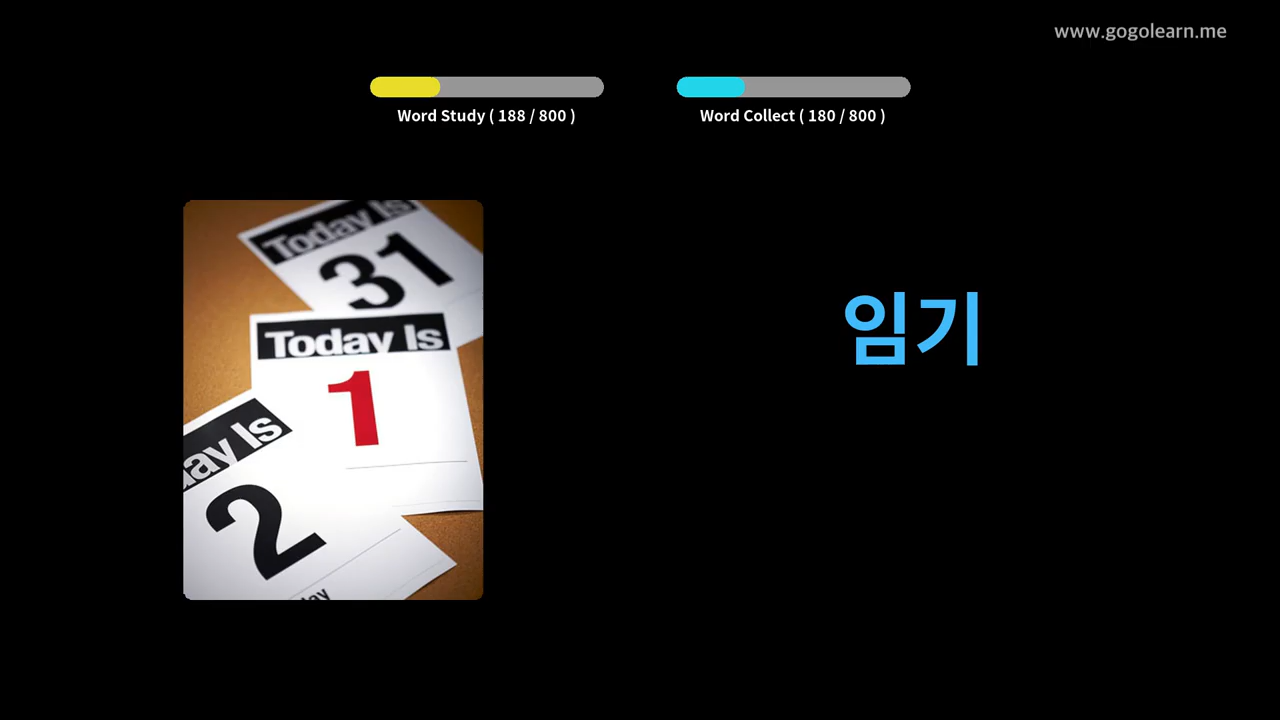 www.gogolearn.me
Word Study ( 188 / 800 )
Word Collect ( 180 / 800 )
Today Is
31
Today Is
1
ay Is
2
ay
임기